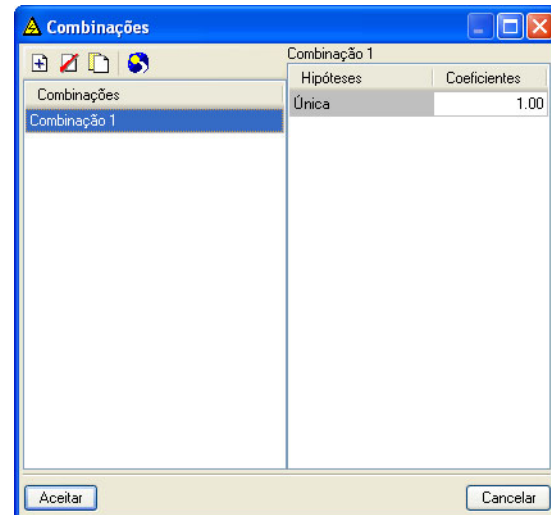 Combinações
Combinação 1
Hipóteses Coeficientes
Combinações
Única 1.00
Combinação 1
Aceitar Cancelar